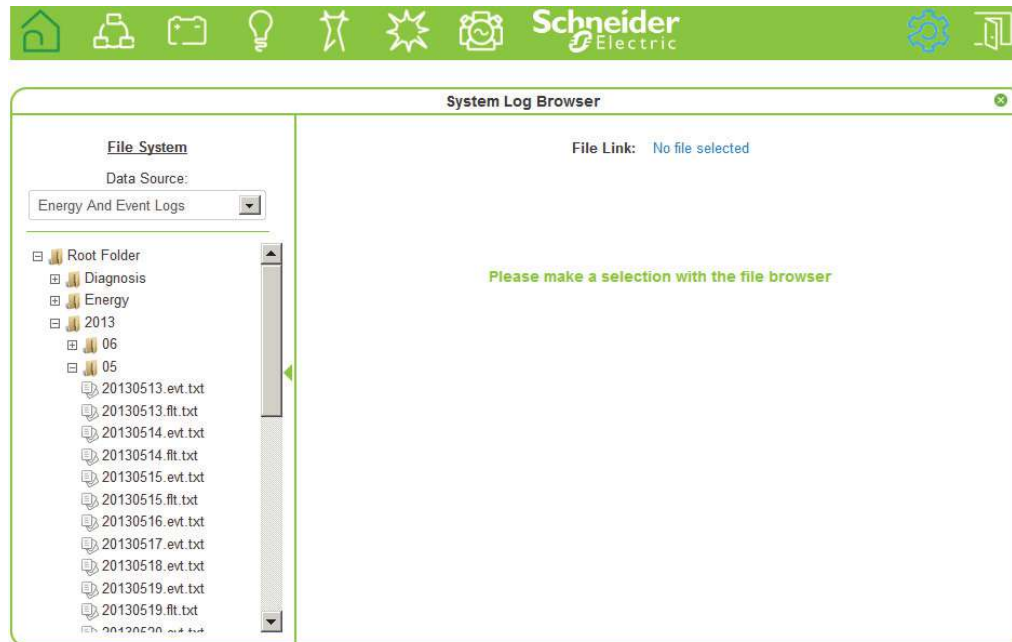 Schneider
Electric
System Log Browser
File System
Data Source:
Energy And Event Logs
Root Folder
Diagnosis
Energy
2013
06
05
20130513.evt.txt
20130513.flt.txt
20130514.evt.txt
20130514.flt.txt
20130515.evt.txt
20130515.flt.txt
20130516.evt.txt
20130517.evt.txt
20130518.evt.txt
20130519.evt.txt
20130519.flt.txt
20130520.evt.txt
File Link: No file selected
Please make a selection with the file browser